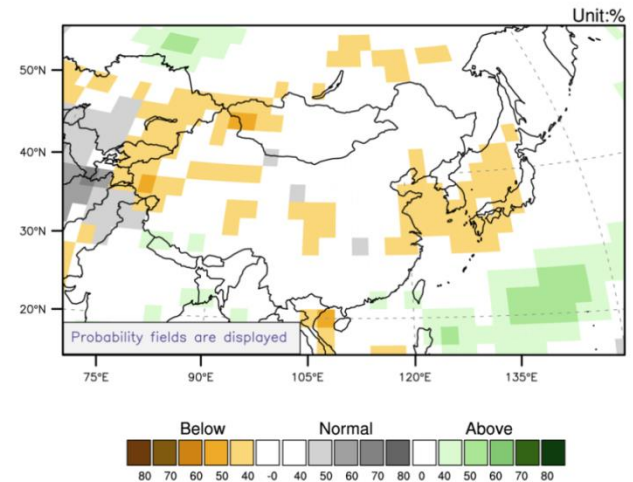 Unit:%
50°N
40°N
30°N
20°N
Probability fields are displayed
75°E 90°E 105°E 120°E 135°E
Below Normal Above
80 70 60 50 40 -0 40 50 60 70 80 0 40 50 60 70 80